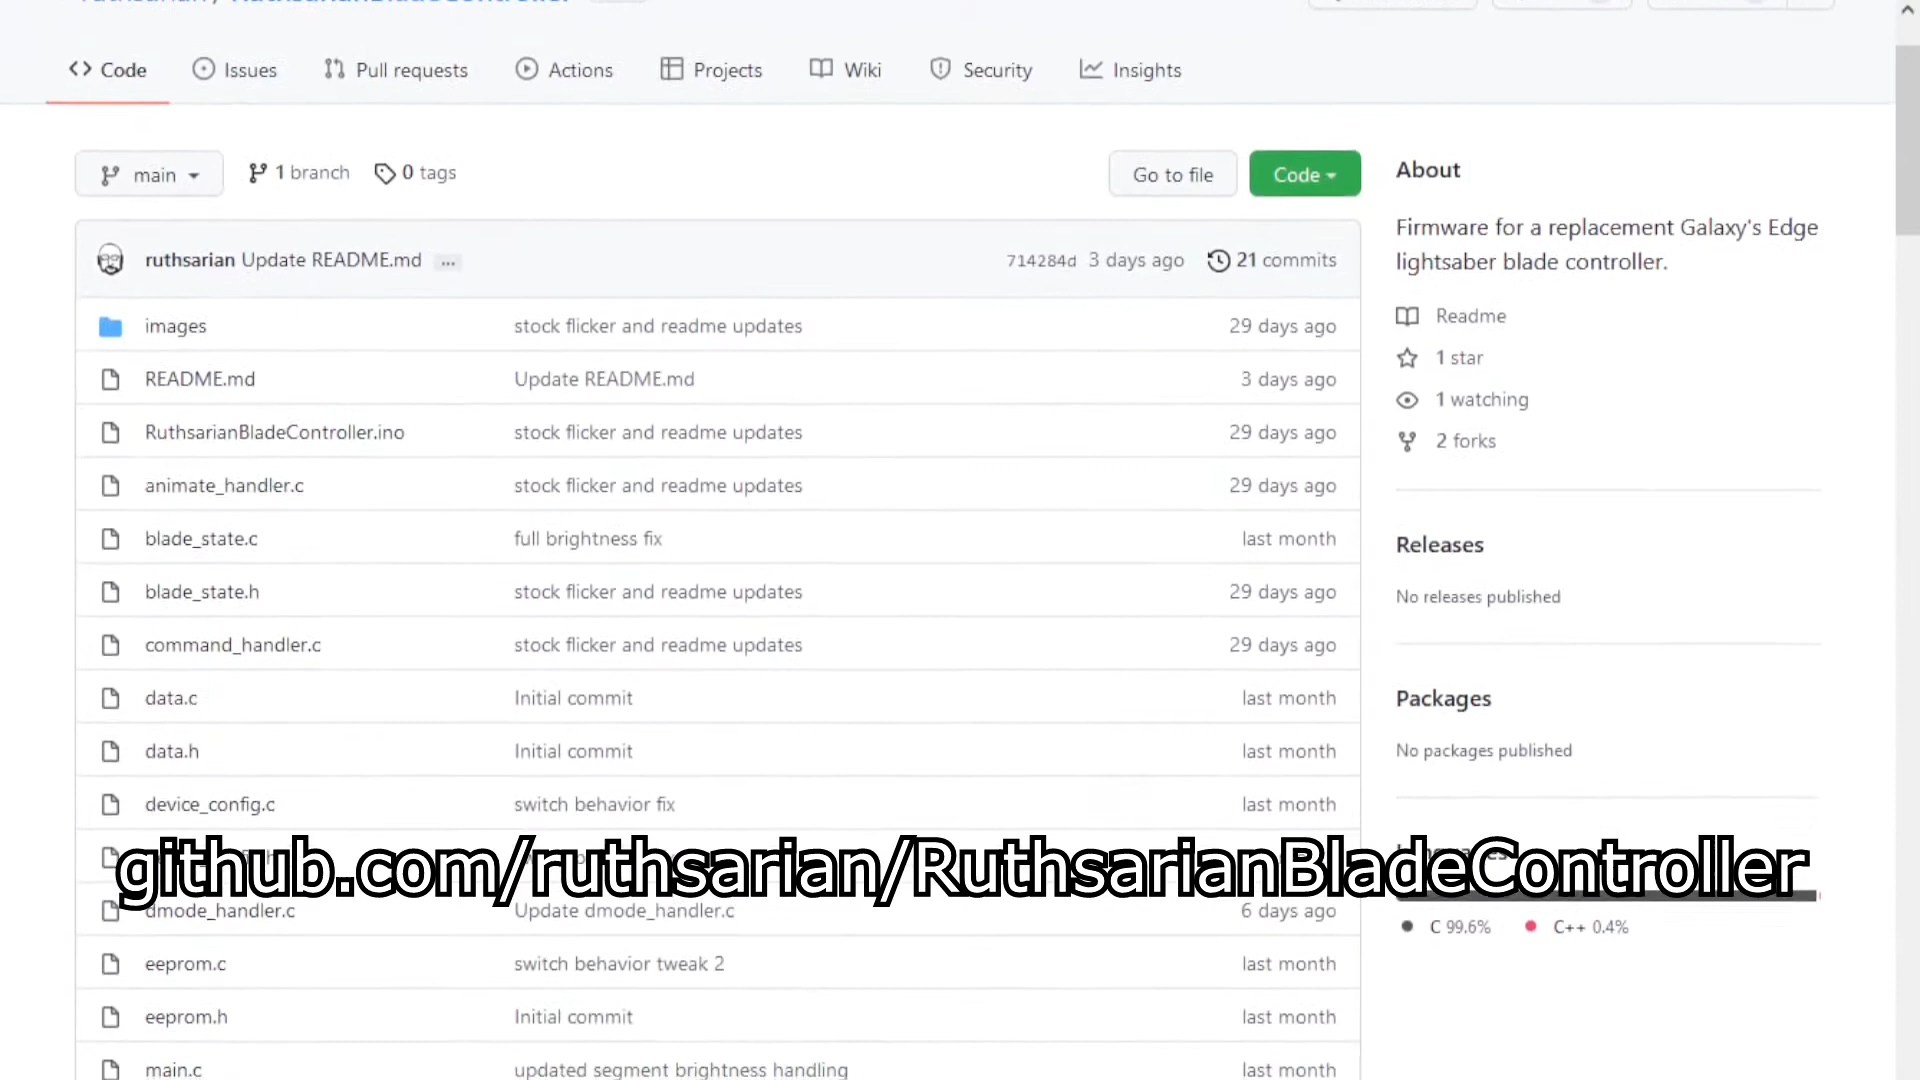 ruthsarian / RuthsarianBladeController
Code Issues Pull requests Actions Projects Wiki Security Insights
main 1 branch 0 tags Go to file Code
ruthsarian Update README.md ... 714284d 3 days ago 21 commits
images stock flicker and readme updates 29 days ago
README.md Update README.md 3 days ago
RuthsarianBladeController.ino stock flicker and readme updates 29 days ago
animate_handler.c stock flicker and readme updates 29 days ago
blade_state.c full brightness fix last month
blade_state.h stock flicker and readme updates 29 days ago
command_handler.c stock flicker and readme updates 29 days ago
data.c Initial commit last month
data.h Initial commit last month
device_config.c switch behavior fix last month
github.com/ruthsarian/RuthsarianBladeController
dmode_handler.c Update dmode_handler.c 6 days ago
eeprom.c switch behavior tweak 2 last month
eeprom.h Initial commit last month
main.c updated segment brightness handling last month
About
Firmware for a replacement Galaxy's Edge
lightsaber blade controller.
Readme
1 star
1 watching
2 forks
Releases
No releases published
Packages
No packages published
C 99.6% C++ 0.4%